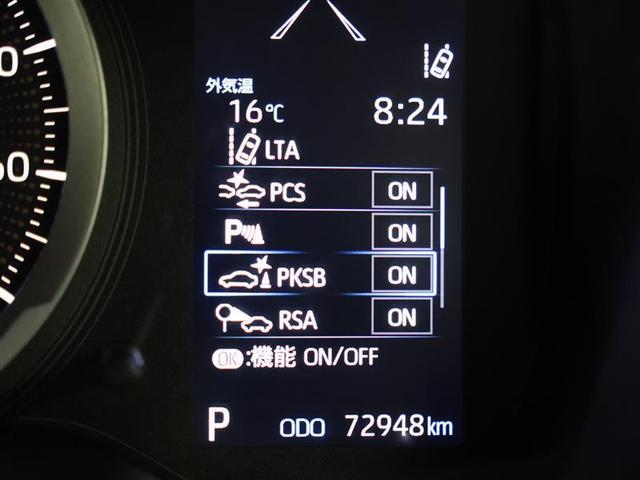 外気温
16℃ 8:24
LTA
PCS ON
P ON
PKSB ON
RSA ON
OK:機能 ON/OFF
P ODO 72948km